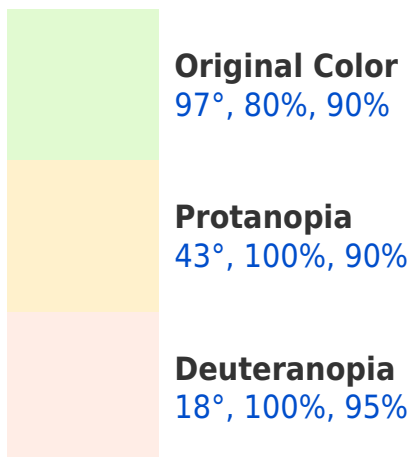 Original Color
97°, 80%, 90%
Protanopia
43°, 100%, 90%
Deuteranopia
18°, 100%, 95%